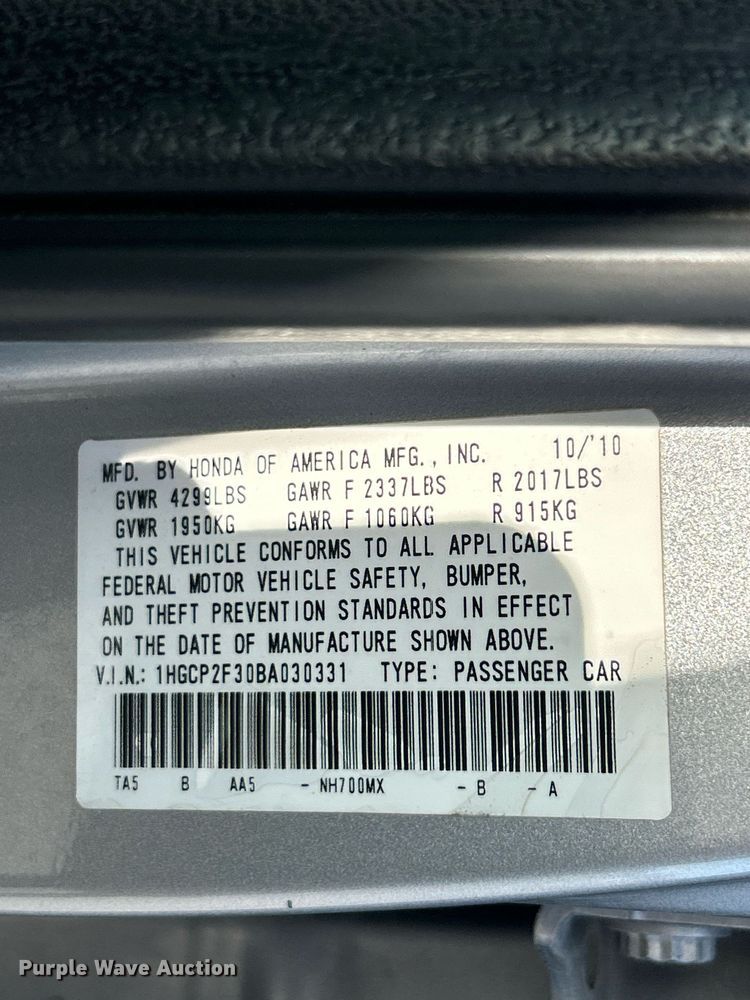 MFD. BY HONDA OF AMERICA MFG., INC. 10/'10
GVWR 4299LBS GAWR F 2337LBS R 2017LBS
GVWR 1950KG GAWR F 1060KG R 915KG
THIS VEHICLE CONFORMS TO ALL APPLICABLE
FEDERAL MOTOR VEHICLE SAFETY, BUMPER,
AND THEFT PREVENTION STANDARDS IN EFFECT
ON THE DATE OF MANUFACTURE SHOWN ABOVE.
V.I.N.: 1HGCP2F30BA030331 TYPE: PASSENGER CAR
TA5 B AA5 - NH700MX - B - A
Purple Wave Auction